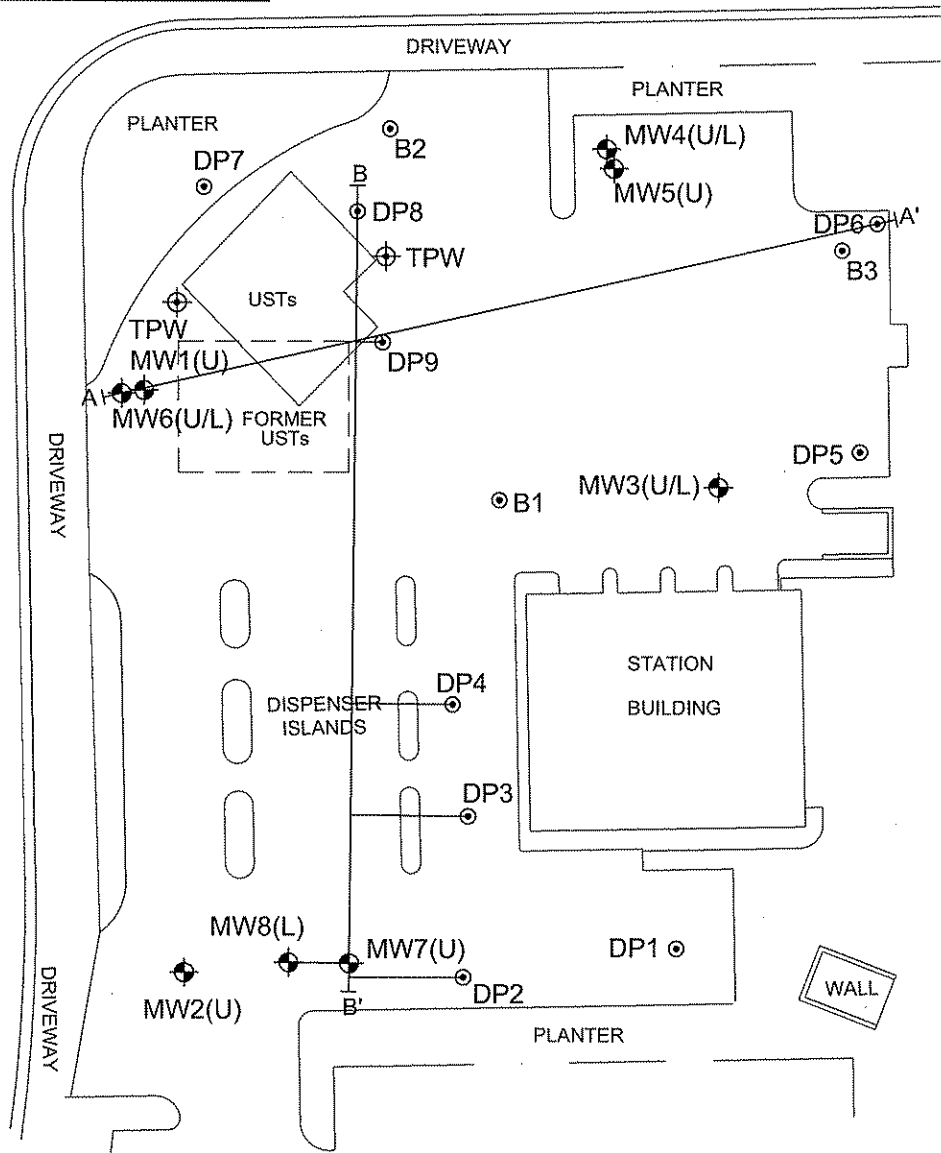 DRIVEWAY
PLANTER
PLANTER
B2
MW4(U/L)
DP7
MW5(U)
B
DP8
DP6
A'
TPW
B3
USTs
TPW
DP9
MW1(U)
A
MW6(U/L)
FORMER
USTs
DRIVEWAY
DP5
MW3(U/L)
B1
STATION
BUILDING
DP4
DISPENSER
ISLANDS
DP3
MW8(L)
MW7(U)
DP1
DP2
MW2(U)
B'
WALL
DRIVEWAY
PLANTER